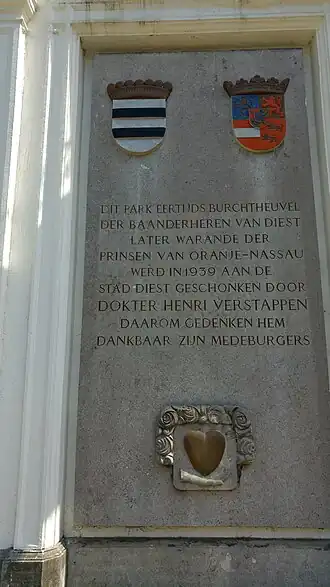 DIT PARK EERTIJDS BURCHTHEUVEL
DER BAANDERHEREN VAN DIEST
LATER WARANDE DER
PRINSEN VAN ORANJE-NASSAU
WERD IN 1939 AAN DE
STAD DIEST GESCHONKEN DOOR
DOKTER HENRI VERSTAPPEN
DAAROM GEDENKEN HEM
DANKBAAR ZIJN MEDEBURGERS